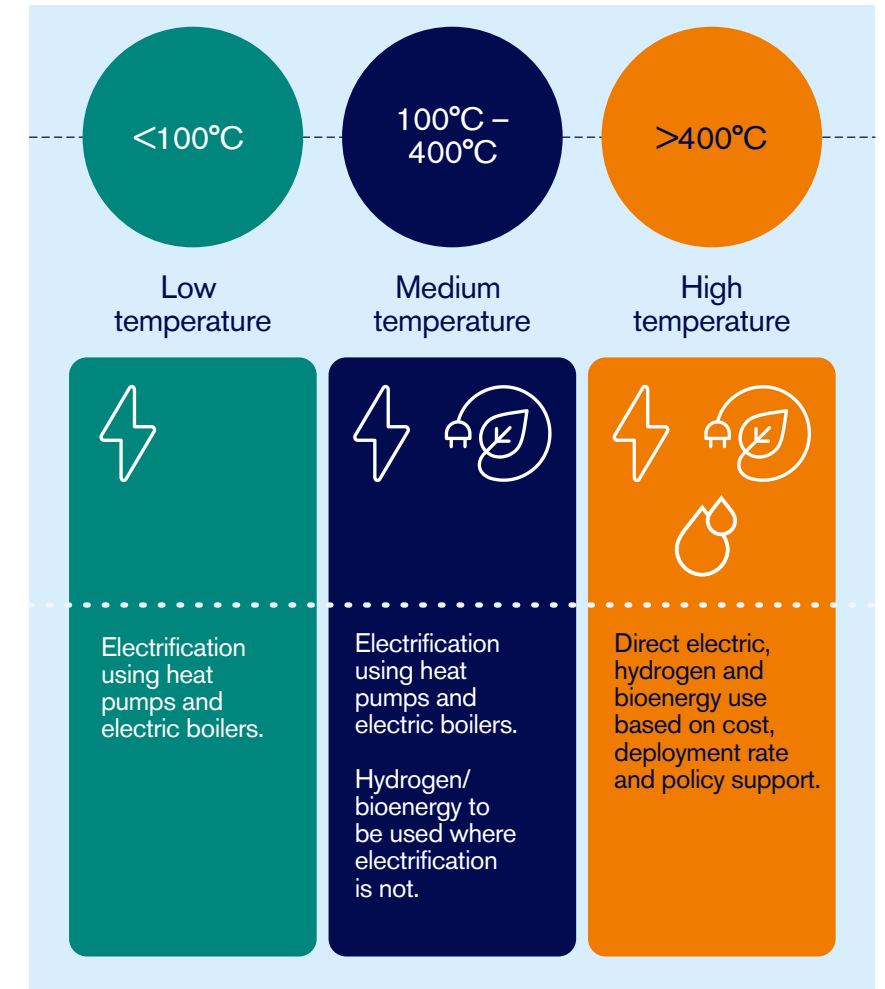 <100°C
100°C –
400°C
>400°C
Low
temperature
Medium
temperature
High
temperature
Electrification
using heat
pumps and
electric boilers.
Electrification
using heat
pumps and
electric boilers.
Hydrogen/
bioenergy to
be used where
electrification
is not.
Direct electric,
hydrogen and
bioenergy use
based on cost,
deployment rate
and policy support.